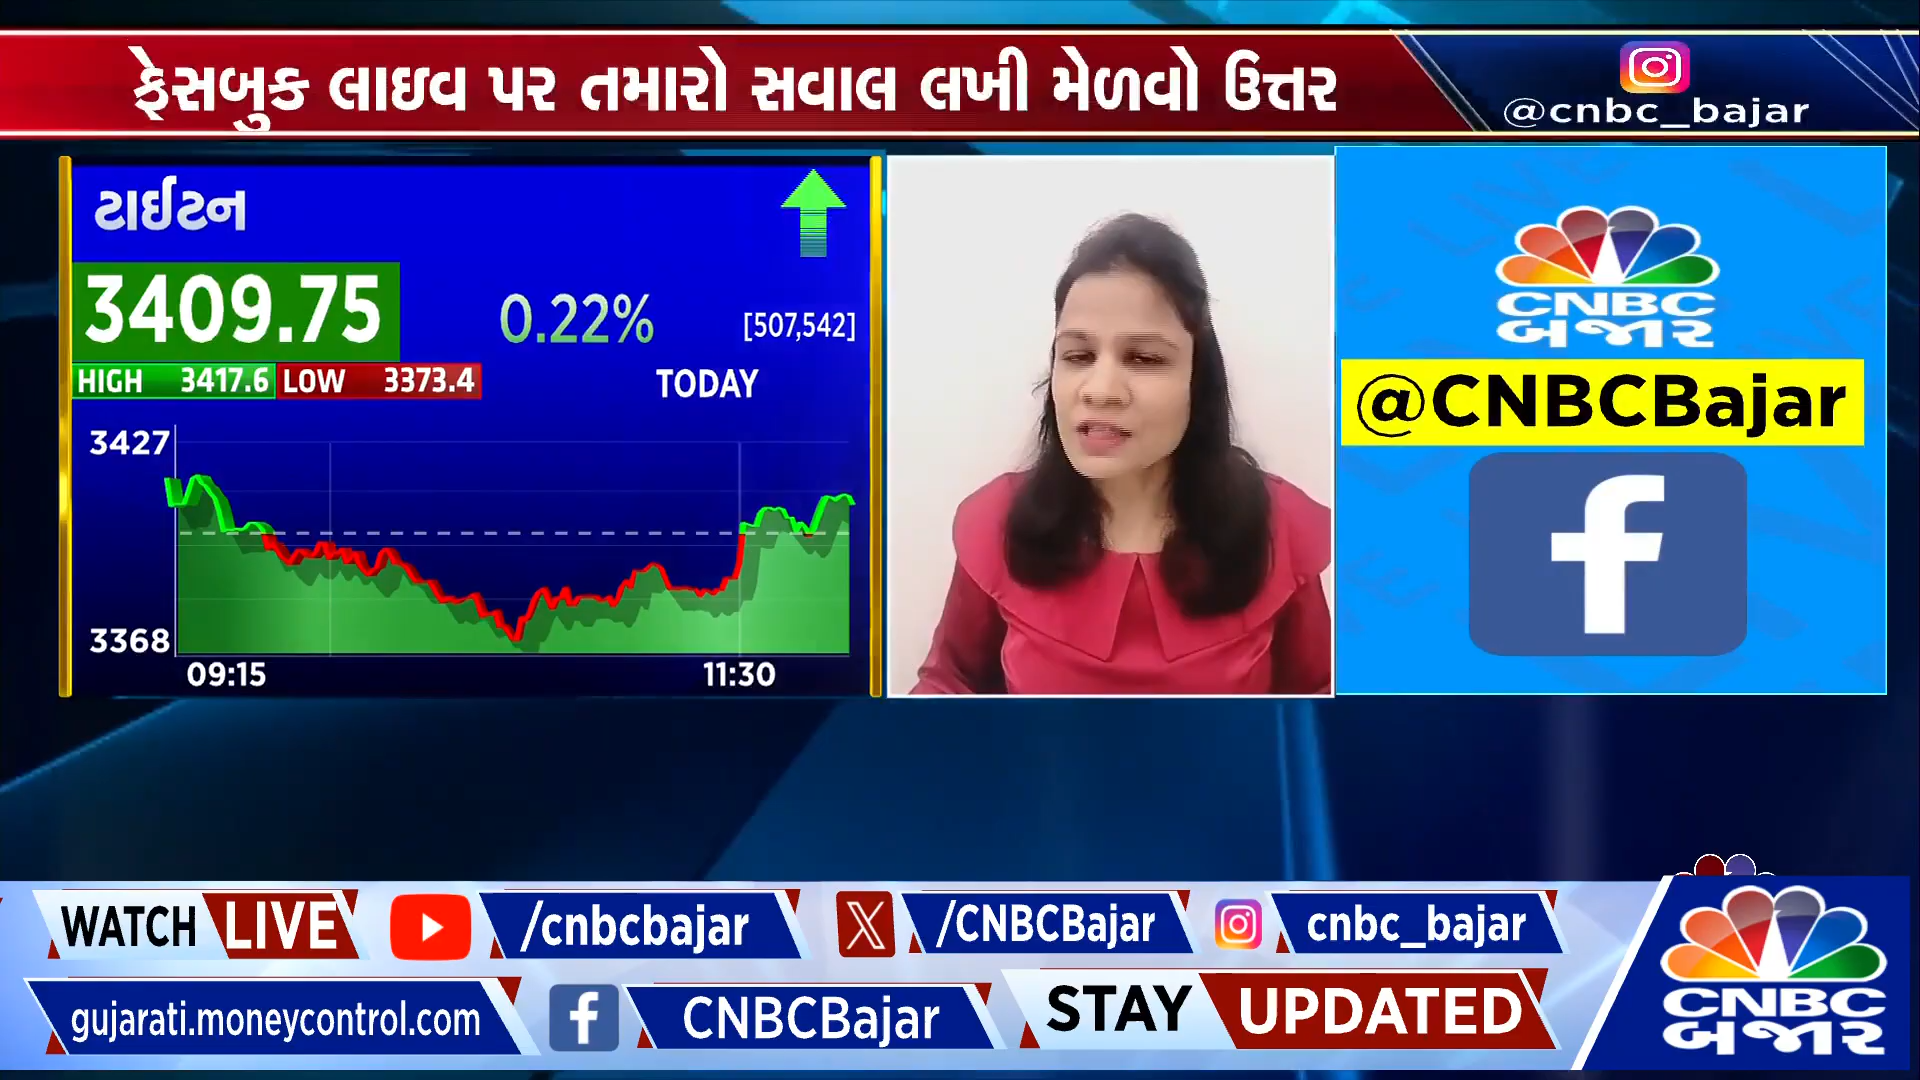 ફેસબુક લાઇવ પર તમારો સવાલ લખી મેળવો ઉત્તર
@cnbc_bajar
ટાઈટન
3409.75
0.22%
[507,542]
HIGH 3417.6 LOW 3373.4
TODAY
3427
3368
09:15
11:30
CNBC
બજાર
@CNBCBajar
WATCH LIVE
/cnbcbajar
/CNBCBajar
cnbc_bajar
gujarati.moneycontrol.com
CNBCBajar
STAY UPDATED
CNBC
બજાર